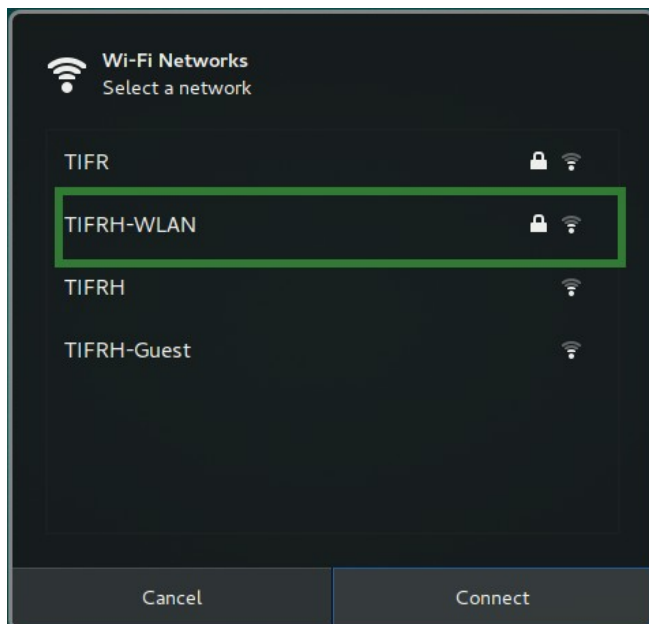 Wi-Fi Networks
Select a network
TIFR
TIFRH-WLAN
TIFRH
TIFRH-Guest
Cancel
Connect